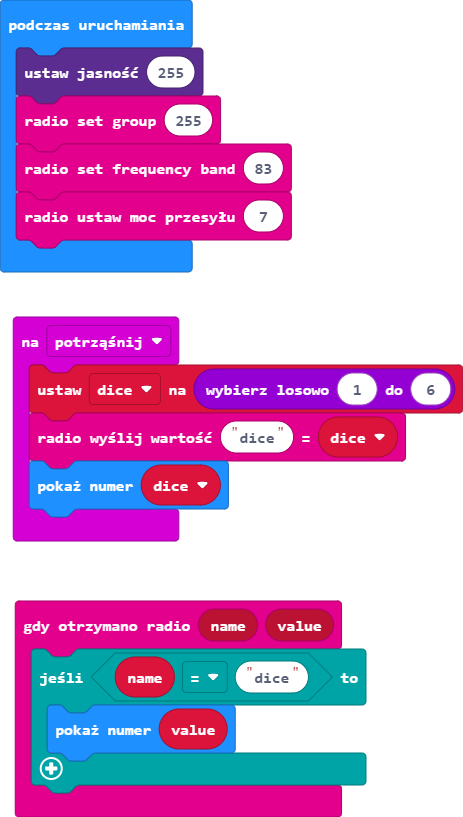 podczas uruchamiania
ustaw jasność 255
radio set group 255
radio set frequency band 83
radio ustaw moc przesyłu 7
na potrząśnij
ustaw dice na wybierz losowo 1 do 6
radio wyślij wartość "dice" = dice
pokaż numer dice
gdy otrzymano radio name value
jeśli name = "dice" to
pokaż numer value